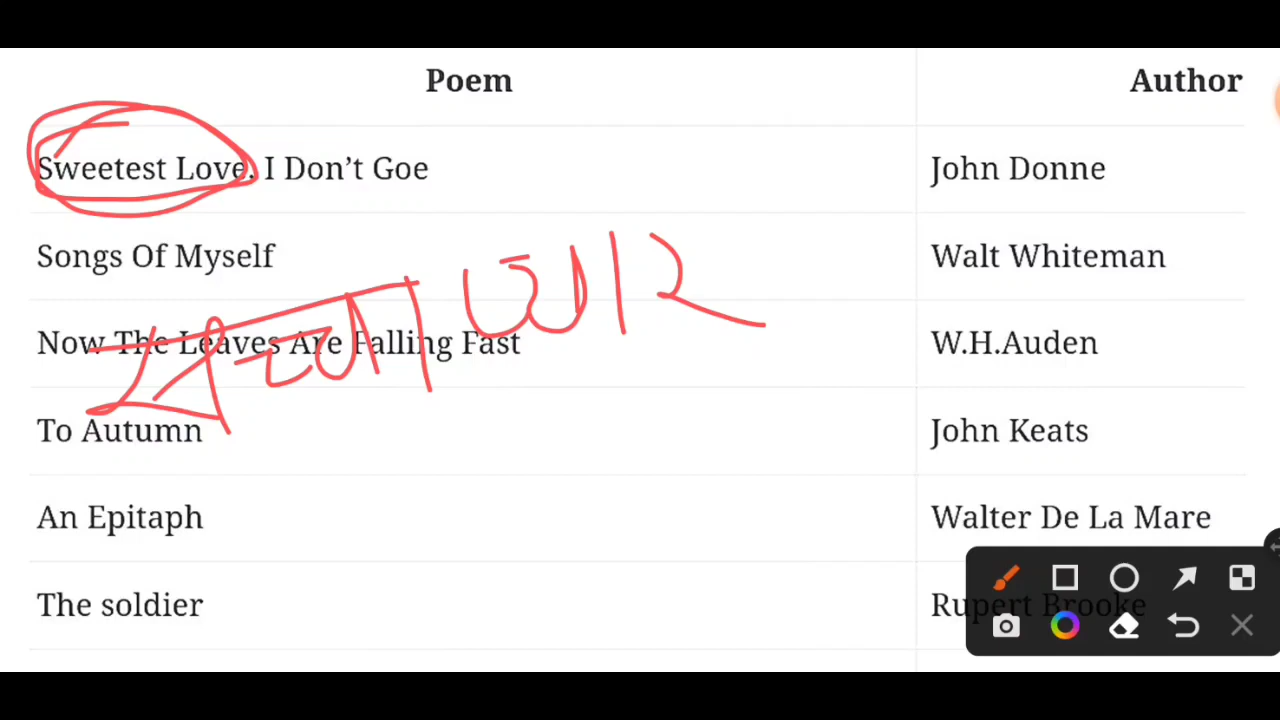 Poem Author
Sweetest Love, I Don’t Goe John Donne
Songs Of Myself Walt Whiteman
Now The Leaves Are Falling Fast W.H.Auden
To Autumn John Keats
An Epitaph Walter De La Mare
The soldier Rupert Brooke